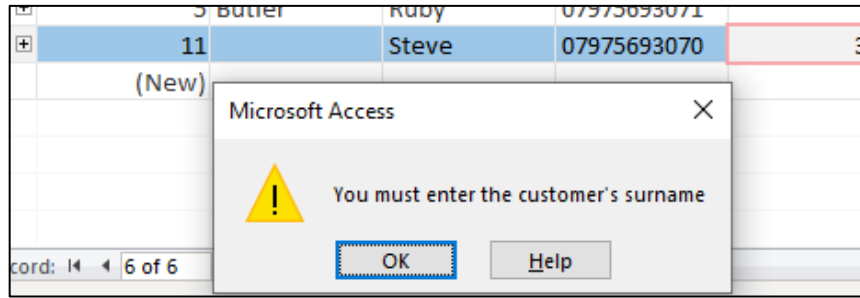 5 Butler Ruby 07975693071
11 Steve 07975693070 3
(New)
Microsoft Access
You must enter the customer's surname
OK Help
cord: 6 of 6